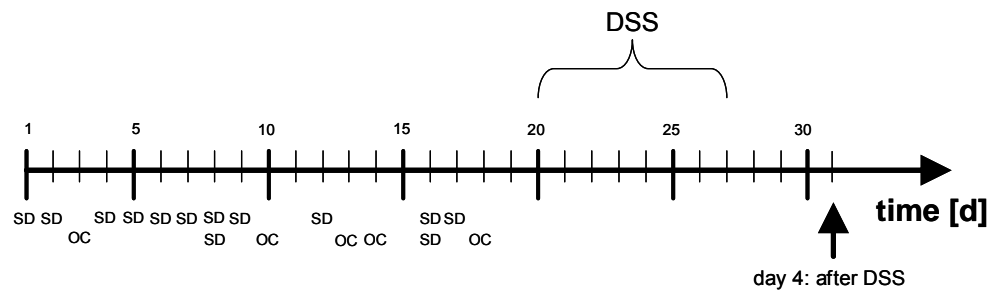 DSS
1 5 10 15 20 25 30
time [d]
SD SD SD SD SD SD SD SD SD SD SD
OC SD OC OC OC SD OC
day 4: after DSS